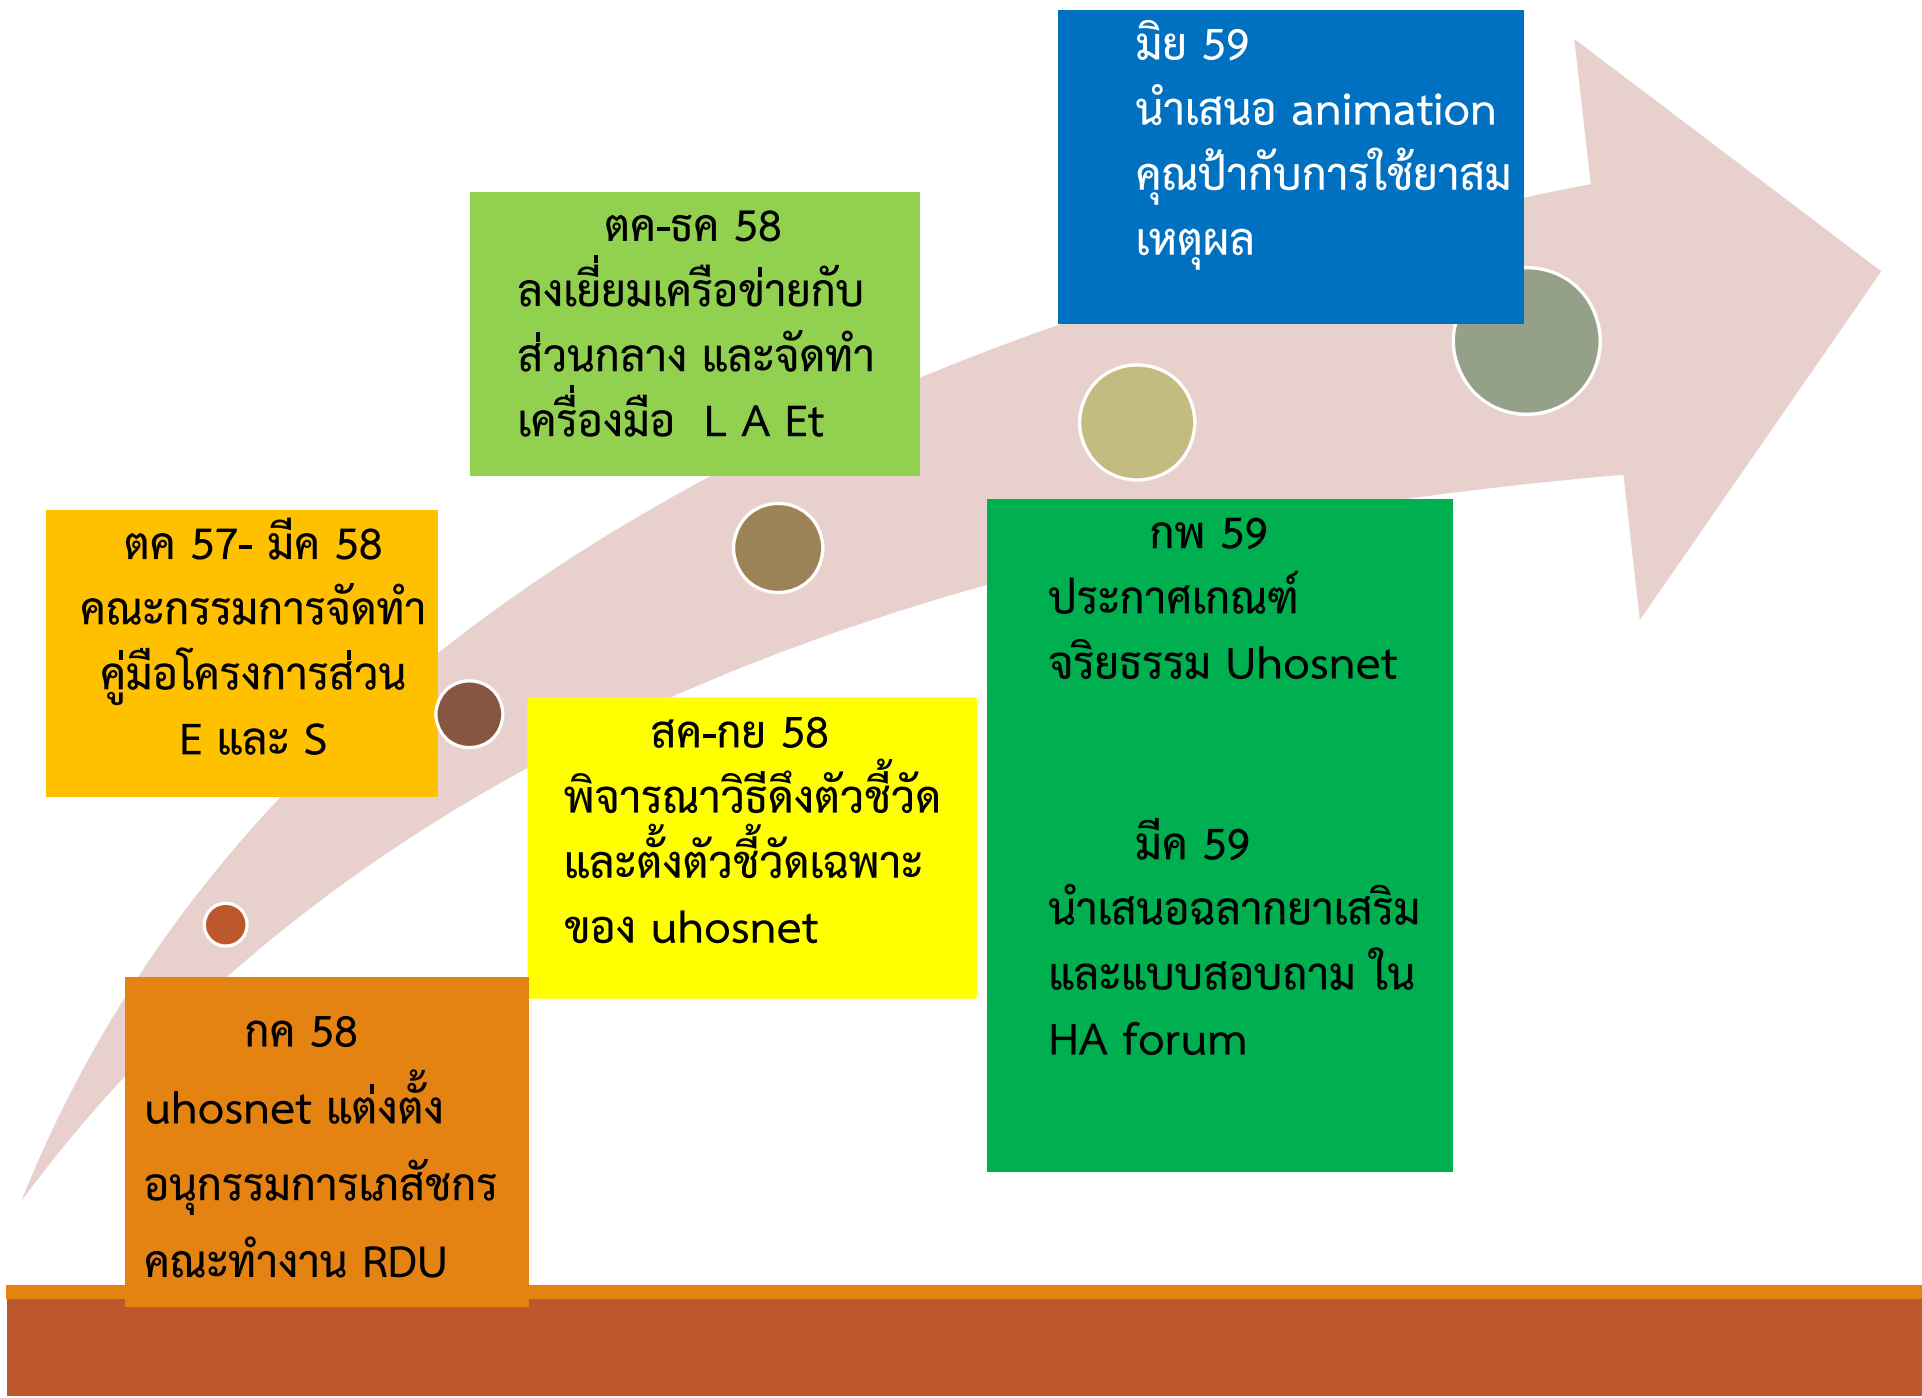 มิย 59
นำเสนอ animation
คุณป้ากับการใช้ยาสม
เหตุผล
ตค-ธค 58
ลงเยี่ยมเครือข่ายกับ
ส่วนกลาง และจัดทำ
เครื่องมือ L A Et
ตค 57- มีค 58
คณะกรรมการจัดทำ
คู่มือโครงการส่วน
E และ S
กพ 59
ประกาศเกณฑ์
จริยธรรม Uhosnet
มีค 59
นำเสนอฉลากยาเสริม
และแบบสอบถาม ใน
HA forum
สค-กย 58
พิจารณาวิธีดึงตัวชี้วัด
และตั้งตัวชี้วัดเฉพาะ
ของ uhosnet
กค 58
uhosnet แต่งตั้ง
อนุกรรมการเภสัชกร
คณะทำงาน RDU